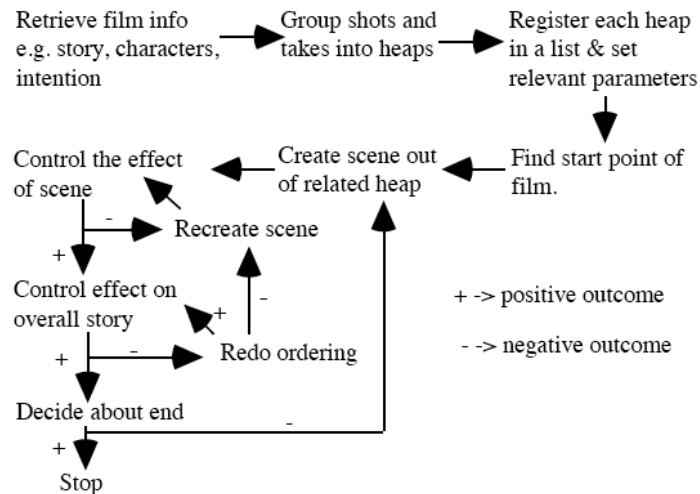 Retrieve film info
e.g. story, characters,
intention
Group shots and
takes into heaps
Register each heap
in a list & set
relevant parameters
Find start point of
film.
Create scene out
of related heap
Control the effect
of scene
-
Recreate scene
+
Control effect on
overall story
+
-
+ -> positive outcome
- -> negative outcome
+
-
Redo ordering
Decide about end
-
+
Stop